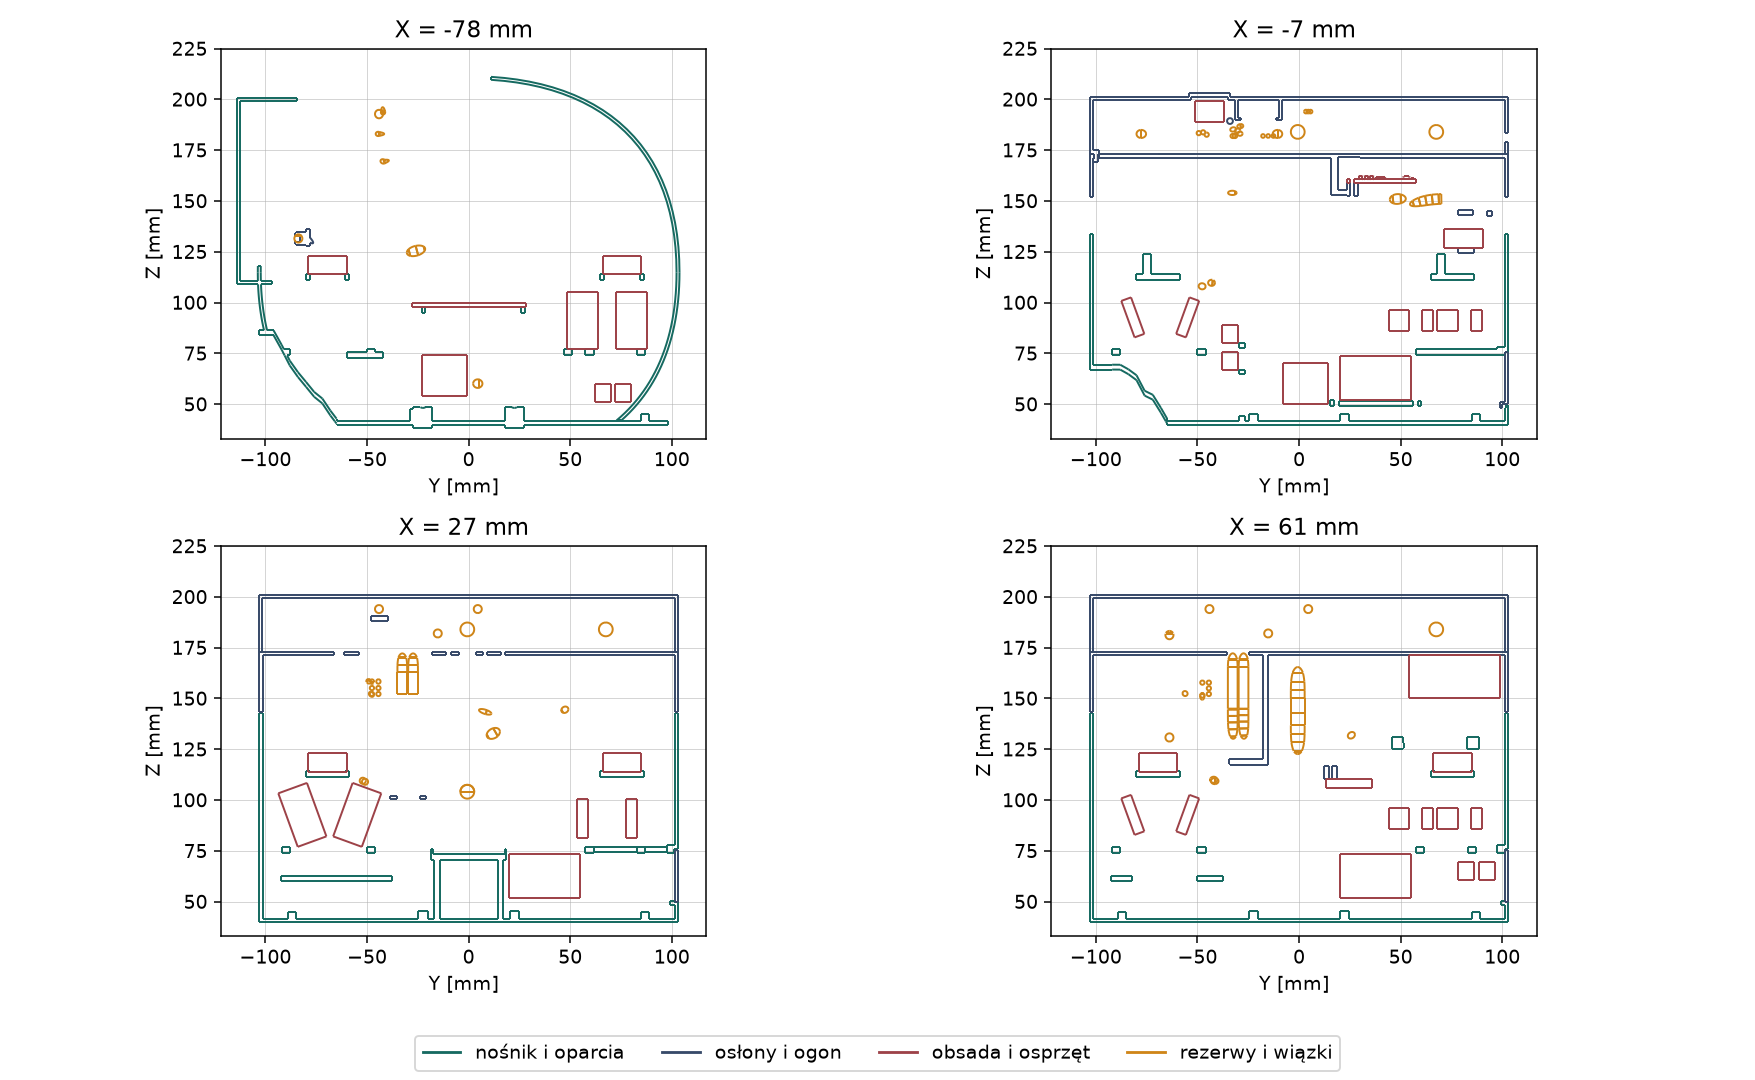 X = -78 mm
X = -7 mm
225
200
175
150
125
100
75
50
Z [mm]
−100 −50 0 50 100
Y [mm]
225
200
175
150
125
100
75
50
Z [mm]
−100 −50 0 50 100
Y [mm]
X = 27 mm
X = 61 mm
225
200
175
150
125
100
75
50
Z [mm]
−100 −50 0 50 100
Y [mm]
225
200
175
150
125
100
75
50
Z [mm]
−100 −50 0 50 100
Y [mm]
nośnik i oparcia osłony i ogon obsada i osprzęt rezerwy i wiązki